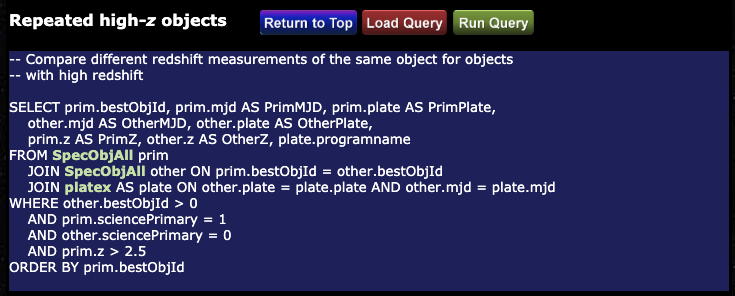 Repeated high-z objects
Return to Top
Load Query
Run Query
-- Compare different redshift measurements of the same object for objects
-- with high redshift
SELECT prim.bestObjId, prim.mjd AS PrimMJD, prim.plate AS PrimPlate,
other.mjd AS OtherMJD, other.plate AS OtherPlate,
prim.z AS PrimZ, other.z AS OtherZ, plate.programname
FROM SpecObjAll prim
JOIN SpecObjAll other ON prim.bestObjId = other.bestObjId
JOIN platex AS plate ON other.plate = plate.plate AND other.mjd = plate.mjd
WHERE other.bestObjId > 0
AND prim.sciencePrimary = 1
AND other.sciencePrimary = 0
AND prim.z > 2.5
ORDER BY prim.bestObjId